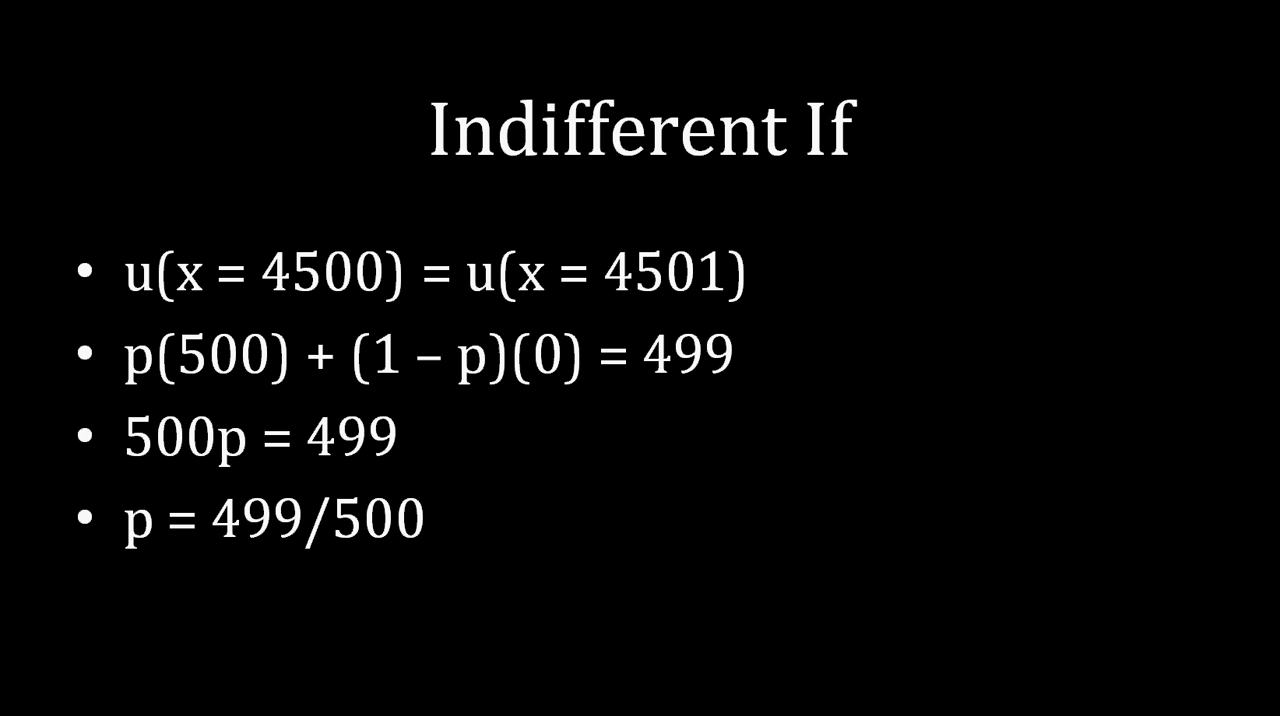 Indifferent If
• u(x = 4500) = u(x = 4501)
• p(500) + (1 – p)(0) = 499
• 500p = 499
• p = 499/500